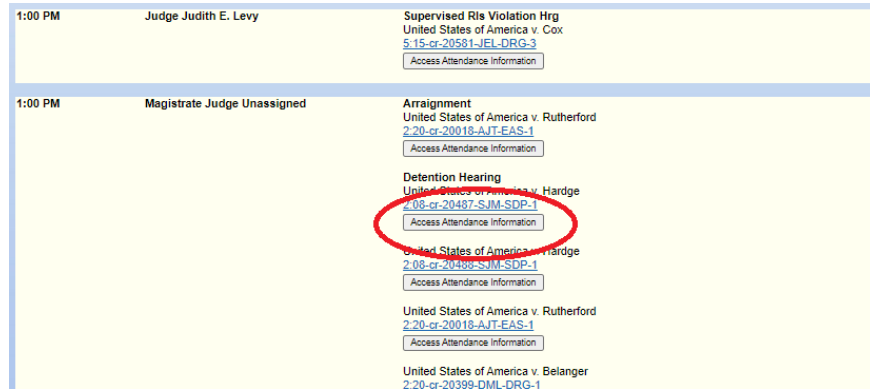 1:00 PM Judge Judith E. Levy Supervised Rls Violation Hrg
United States of America v. Cox
5:15-cr-20581-JEL-DRG-3
Access Attendance Information
1:00 PM Magistrate Judge Unassigned Arraignment
United States of America v. Rutherford
2:20-cr-20018-AJT-EAS-1
Access Attendance Information
Detention Hearing
United States of America v. Hardge
2:08-cr-20487-SJM-SDP-1
Access Attendance Information
United States of America v. Hardge
2:08-cr-20488-SJM-SDP-1
Access Attendance Information
United States of America v. Rutherford
2:20-cr-20018-AJT-EAS-1
Access Attendance Information
United States of America v. Belanger
2:20-cr-20399-DML-DRG-1